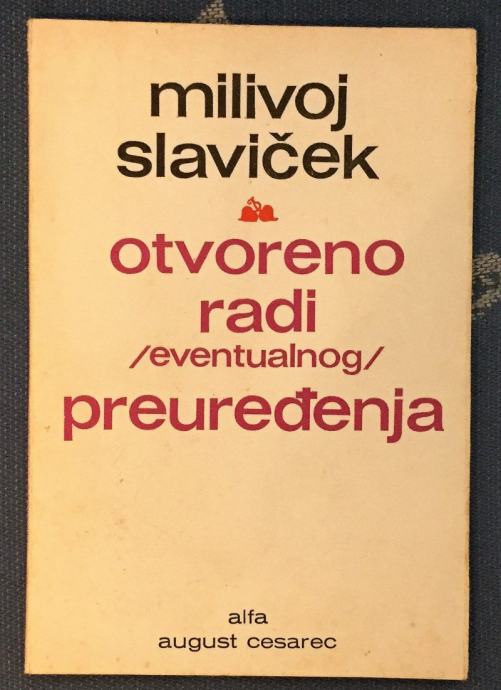 milivoj
slaviček
otvoreno
radi
/eventualnog/
preuređenja
alfa
august cesarec